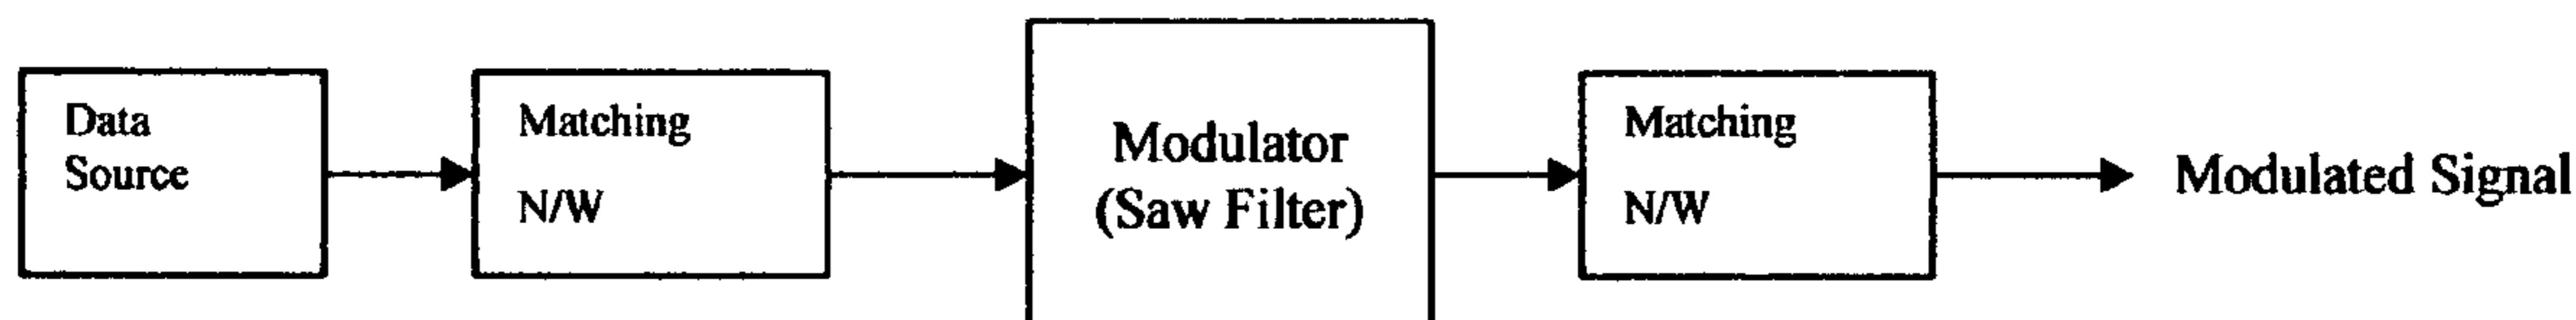 Data
Source
Matching
N/W
Modulator
(Saw Filter)
Matching
N/W
Modulated Signal